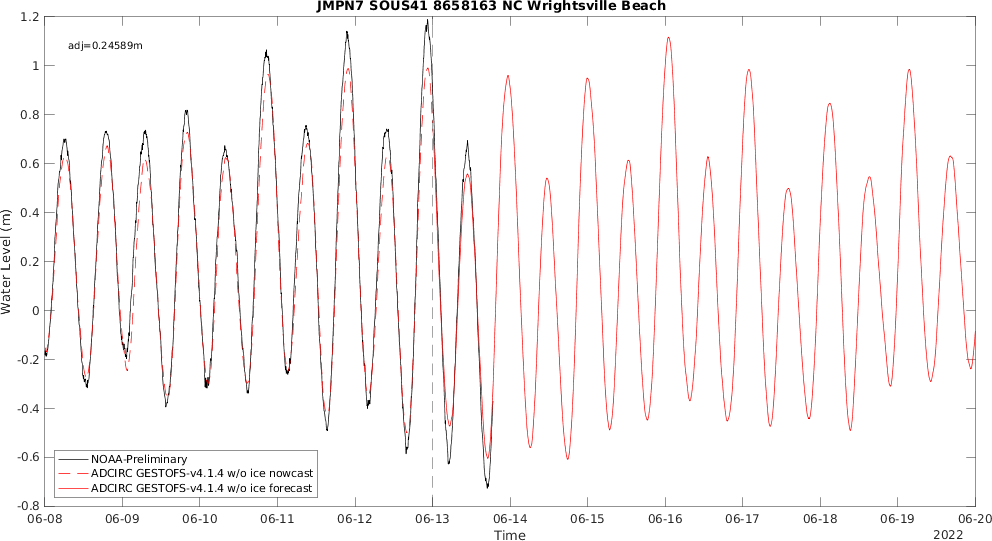 JMPN7 SOUS41 8658163 NC Wrightsville Beach
adj=0.24589m
1.2
1
0.8
0.6
0.4
0.2
0
-0.2
-0.4
-0.6
-0.8
Water Level (m)
NOAA-Preliminary
ADCIRC GESTOFS-v4.1.4 w/o ice nowcast
ADCIRC GESTOFS-v4.1.4 w/o ice forecast
06-08 06-09 06-10 06-11 06-12 06-13 06-14 06-15 06-16 06-17 06-18 06-19 06-20
Time
2022